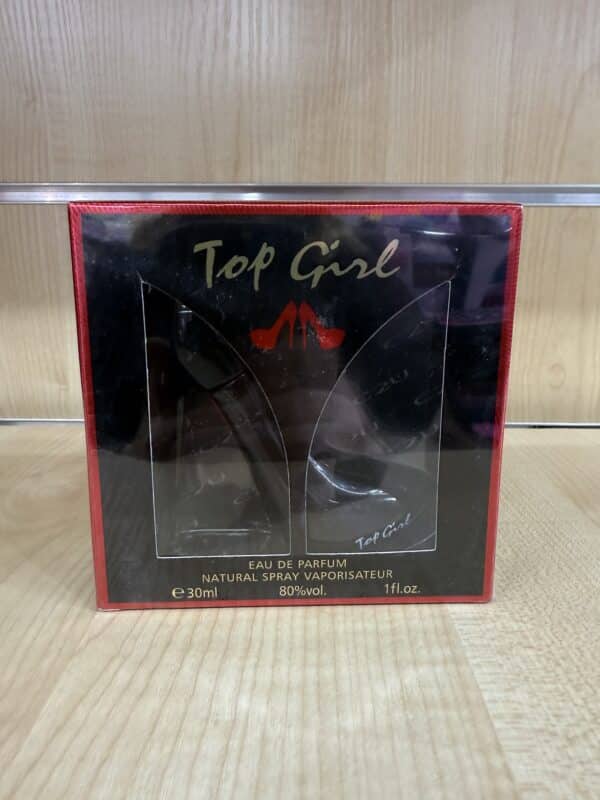 Top Girl
Top Girl
EAU DE PARFUM
NATURAL SPRAY VAPORISATEUR
℮30ml 80%vol. 1fl.oz.